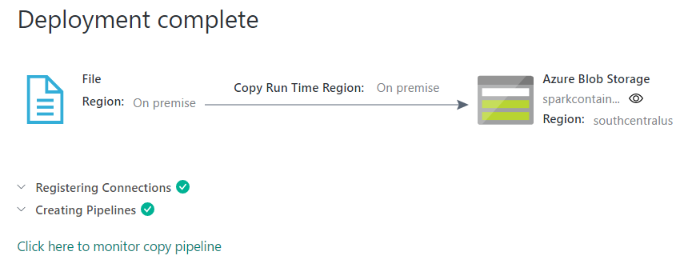 Deployment complete
File
Region: On premise
Copy Run Time Region: On premise
Azure Blob Storage
sparkcontain...
Region: southcentralus
Registering Connections
Creating Pipelines
Click here to monitor copy pipeline